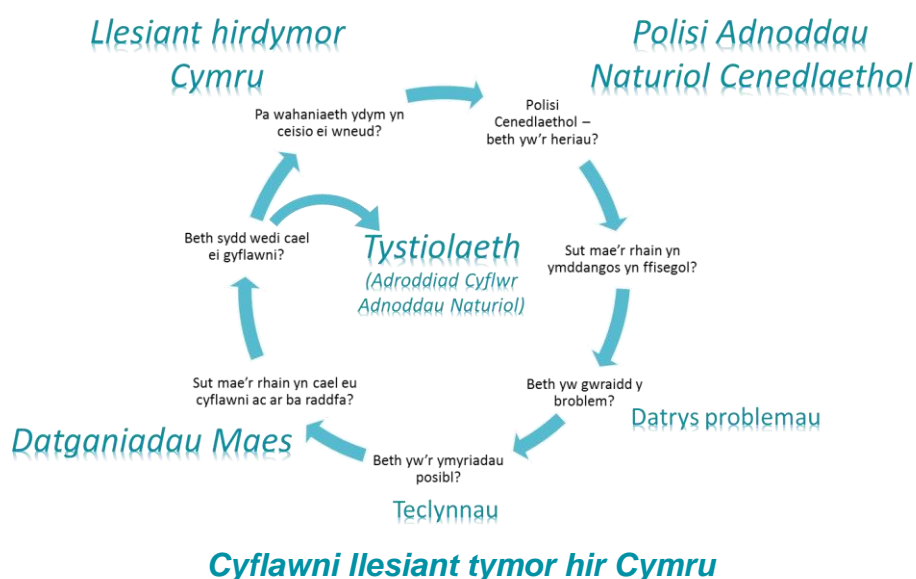 Llesiant hirdymor
Cymru
Polisi Adnoddau
Naturiol Cenedlaethol
Pa wahaniaeth ydym yn
ceisio ei wneud?
Polisi
Cenedlaethol –
beth yw'r heriau?
Sut mae'r rhain yn
ymddangos yn ffisegol?
Beth yw gwraidd y
broblem?
Datrys problemau
Beth yw'r ymyriadau
posibl?
Teclynnau
Sut mae'r rhain yn cael eu
cyflawni ac ar ba raddfa?
Datganiadau Maes
Beth sydd wedi cael
ei gyflawni?
Tystiolaeth
(Adroddiad Cyflwr
Adnoddau Naturiol)
Cyflawni llesiant tymor hir Cymru